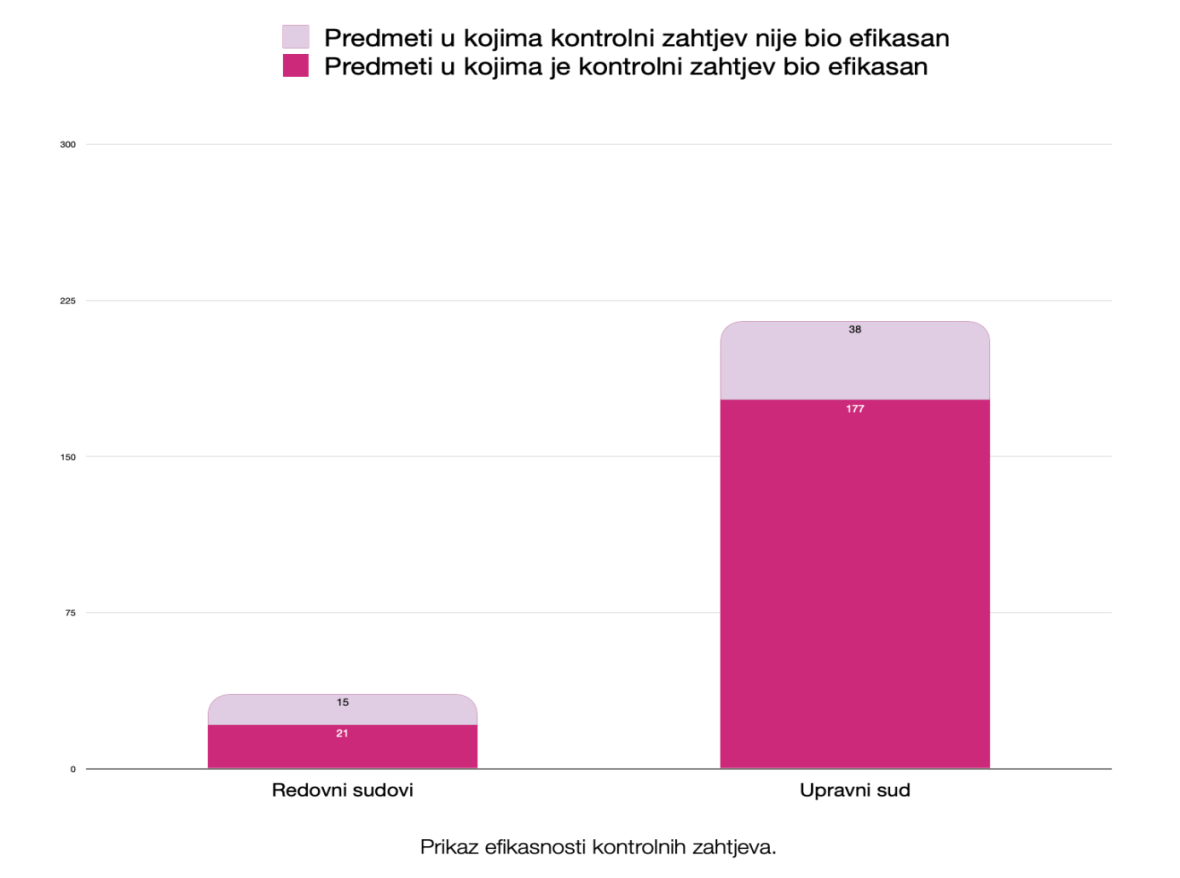 Predmeti u kojima kontrolni zahtjev nije bio efikasan
Predmeti u kojima je kontrolni zahtjev bio efikasan
300
225
150
75
0
38
177
15
21
Redovni sudovi
Upravni sud
Prikaz efikasnosti kontrolnih zahtjeva.